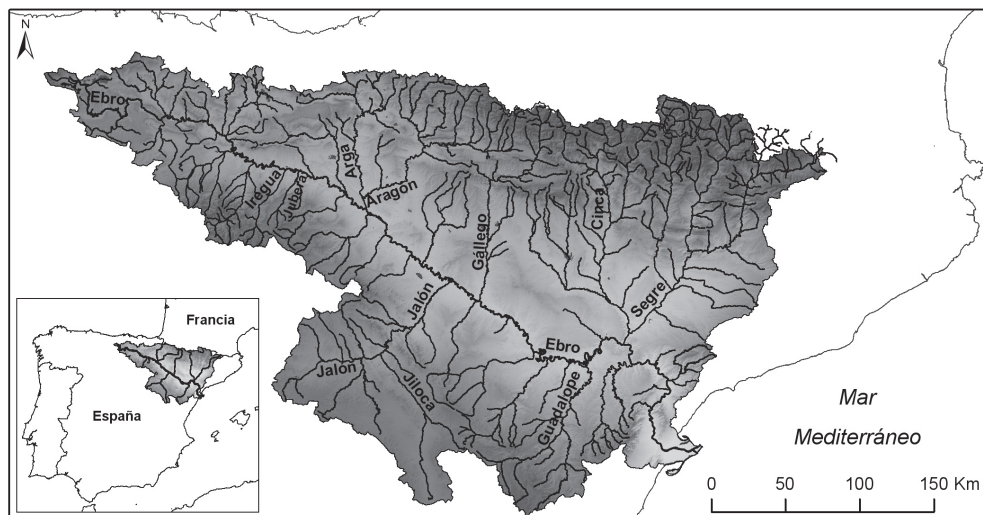 N
Ebro
Arga
Aragón
Iregua
Jubera
Gállego
Cinca
Segre
Jalón
Ebro
Jalón
Jiloca
Guadalope
Francia
España
Mar
Mediterráneo
0 50 100 150 Km